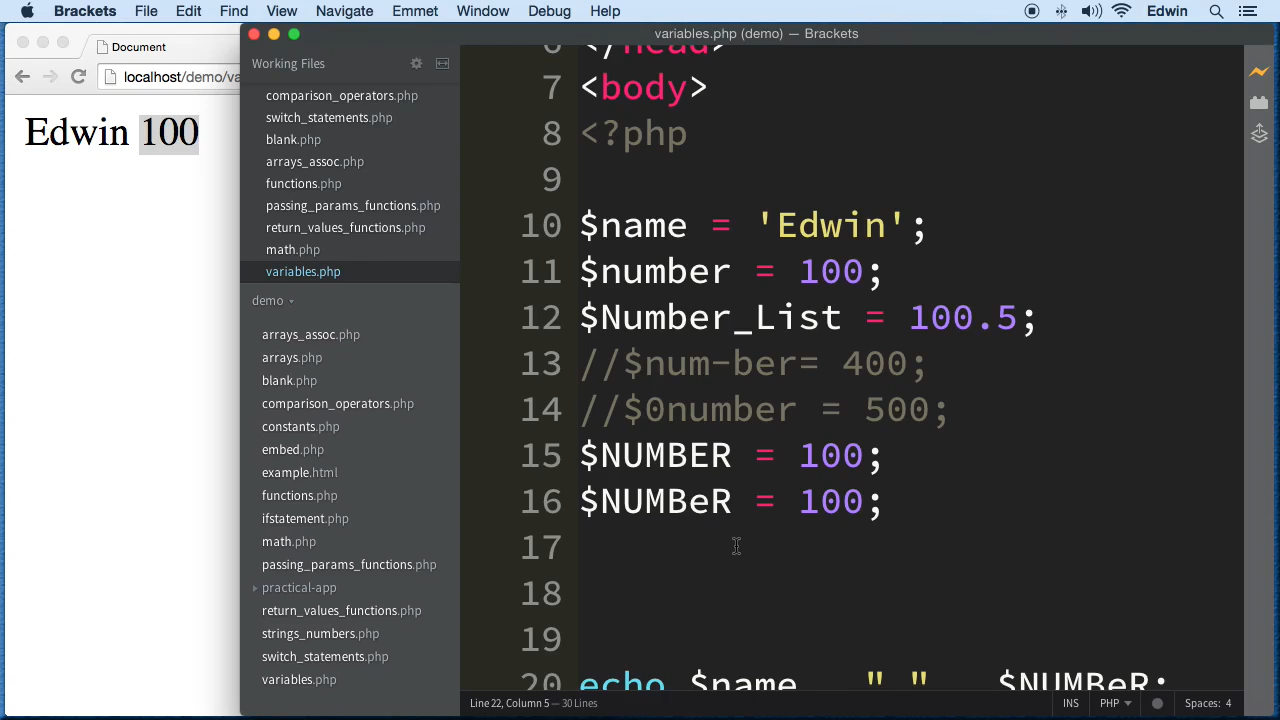 Brackets File Edit Find View Navigate Emmet Window Debug Help Edwin
Document
localhost/demo/va
Edwin 100
variables.php (demo) — Brackets
Working Files
comparison_operators.php
switch_statements.php
blank.php
arrays_assoc.php
functions.php
passing_params_functions.php
return_values_functions.php
math.php
variables.php
demo
arrays_assoc.php
arrays.php
blank.php
comparison_operators.php
constants.php
embed.php
example.html
functions.php
ifstatement.php
math.php
passing_params_functions.php
practical-app
return_values_functions.php
strings_numbers.php
switch_statements.php
variables.php
6 </head>
7 <body>
8 <?php
9
10 $name = 'Edwin';
11 $number = 100;
12 $Number_List = 100.5;
13 //$num-ber= 400;
14 //$0number = 500;
15 $NUMBER = 100;
16 $NUMBeR = 100;
17
18
19
20 echo $name " " $NUMBeR;
Line 22, Column 5 — 30 Lines
INS PHP Spaces: 4